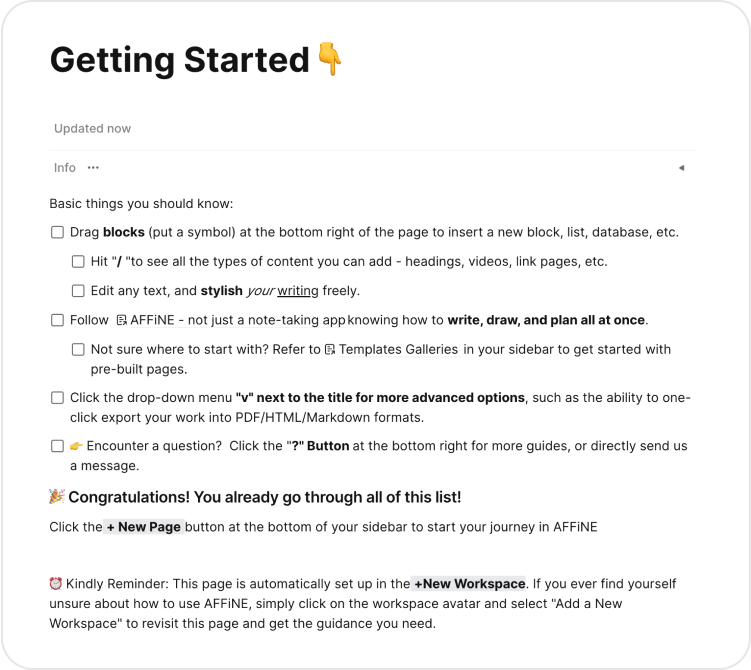 Getting Started👇
Updated now
Info ···
Basic things you should know:
Drag blocks (put a symbol) at the bottom right of the page to insert a new block, list, database, etc.
Hit "/ "to see all the types of content you can add - headings, videos, link pages, etc.
Edit any text, and stylish your writing freely.
Follow AFFiNE - not just a note-taking app knowing how to write, draw, and plan all at once.
Not sure where to start with? Refer to Templates Galleries in your sidebar to get started with
pre-built pages.
Click the drop-down menu "v" next to the title for more advanced options, such as the ability to one-
click export your work into PDF/HTML/Markdown formats.
👉 Encounter a question?  Click the "?" Button at the bottom right for more guides, or directly send us
a message.
🎉 Congratulations! You already go through all of this list!
Click the + New Page button at the bottom of your sidebar to start your journey in AFFiNE
⏰ Kindly Reminder: This page is automatically set up in the +New Workspace. If you ever find yourself
unsure about how to use AFFiNE, simply click on the workspace avatar and select "Add a New
Workspace" to revisit this page and get the guidance you need.